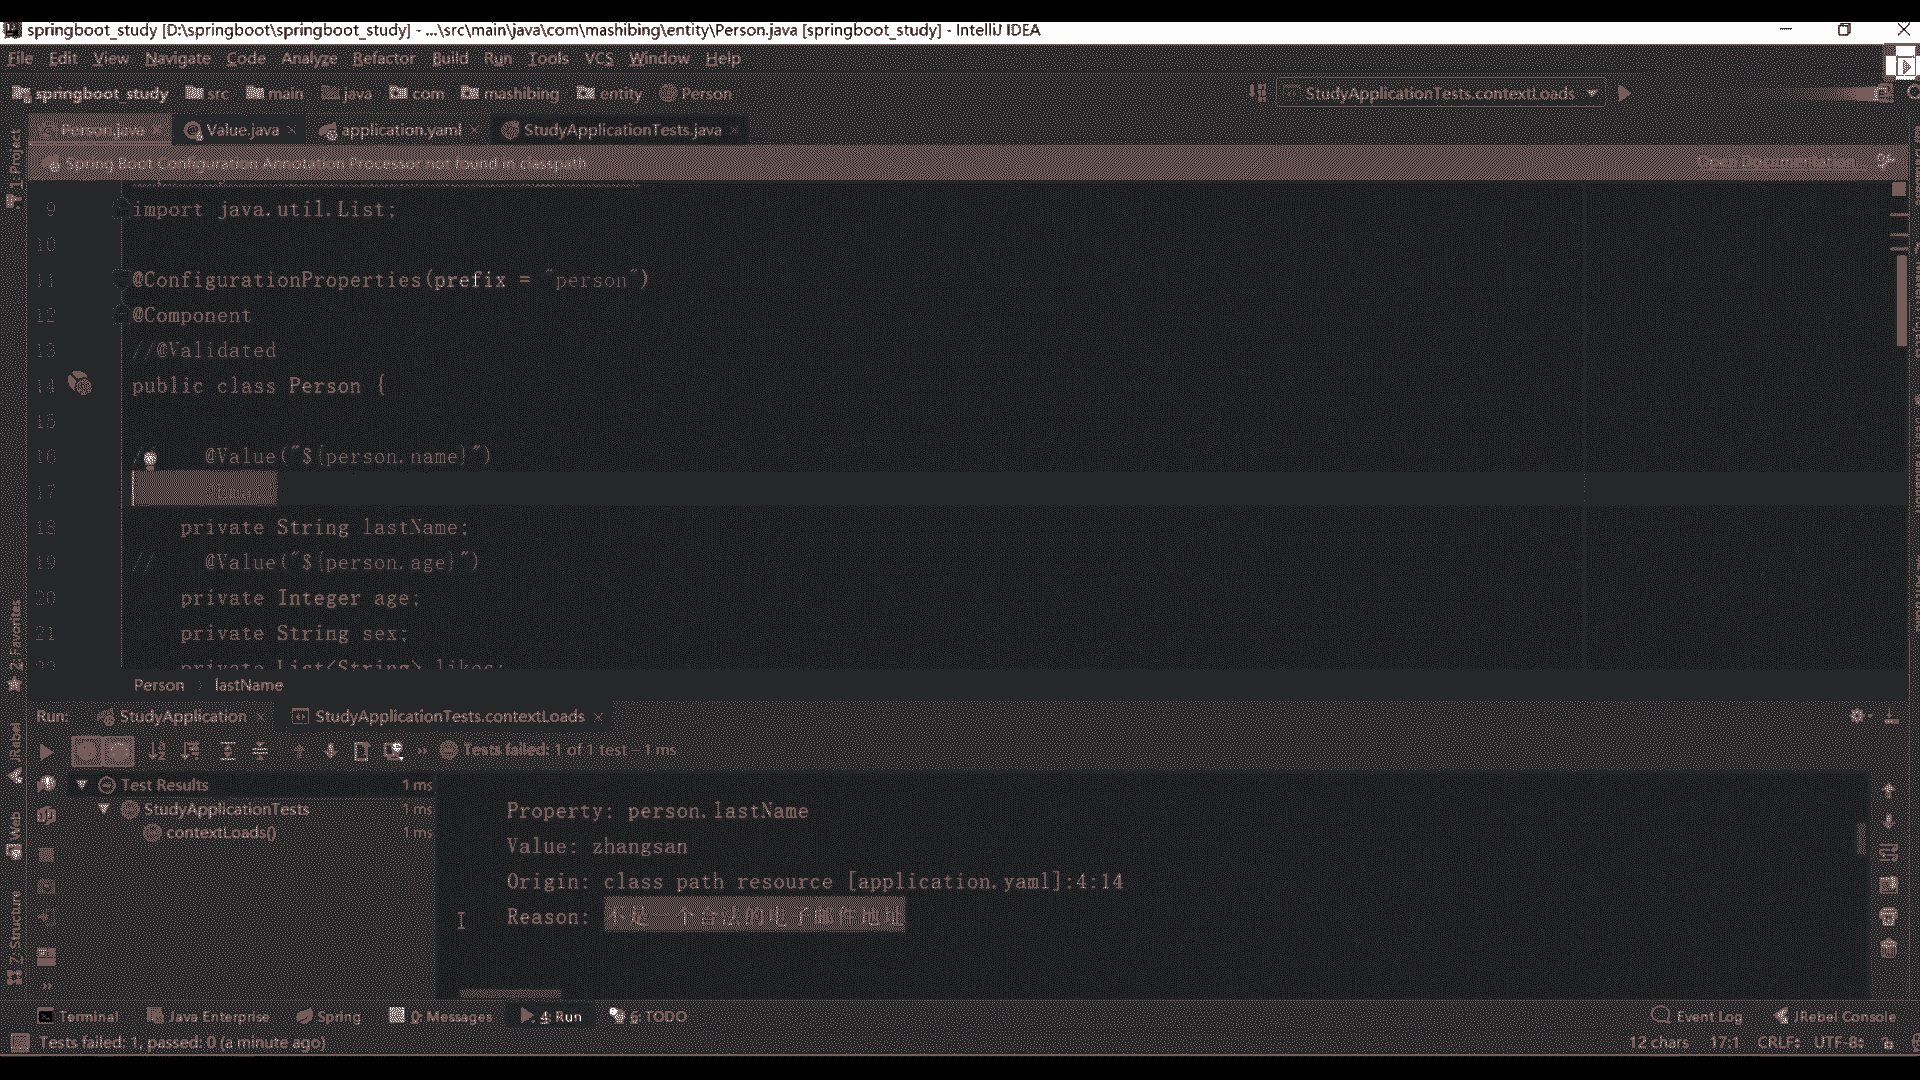 springboot_study [D:\springboot\springboot_study] - ...\src\main\java\com\mashibing\entity\Person.java [springboot_study] - IntelliJ IDEA
File Edit View Navigate Code Analyze Refactor Build Run Tools VCS Window Help
springboot_study src main java com mashibing entity Person StudyApplicationTests.contextLoads
Person.java Value.java application.yaml StudyApplicationTests.java
Spring Boot Configuration Annotation Processor not found in classpath Open Documentation...
1: Project
9 import java.util.List;
10
11 @ConfigurationProperties(prefix = "person")
12 @Component
13 //@Validated
14 public class Person {
15
16 / @Value("${person.name}")
17
18 private String lastName;
19 // @Value("${person.age}")
20 private Integer age;
21 private String sex;
22 private List<String> likes;
2: Favorites
Person lastName
Run: StudyApplication StudyApplicationTests.contextLoads
JRebel
Tests failed: 1 of 1 test – 1 ms
Test Results 1 ms
StudyApplicationTests 1 ms
contextLoads() 1 ms
Property: person.lastName
Value: zhangsan
Origin: class path resource [application.yaml]:4:14
Reason: 不是一个合法的电子邮件地址
Web
Z: Structure
Terminal Java Enterprise Spring 0: Messages 4: Run 6: TODO Event Log JRebel Console
Tests failed: 1, passed: 0 (a minute ago) 12 chars 17:1 CRLF UTF-8